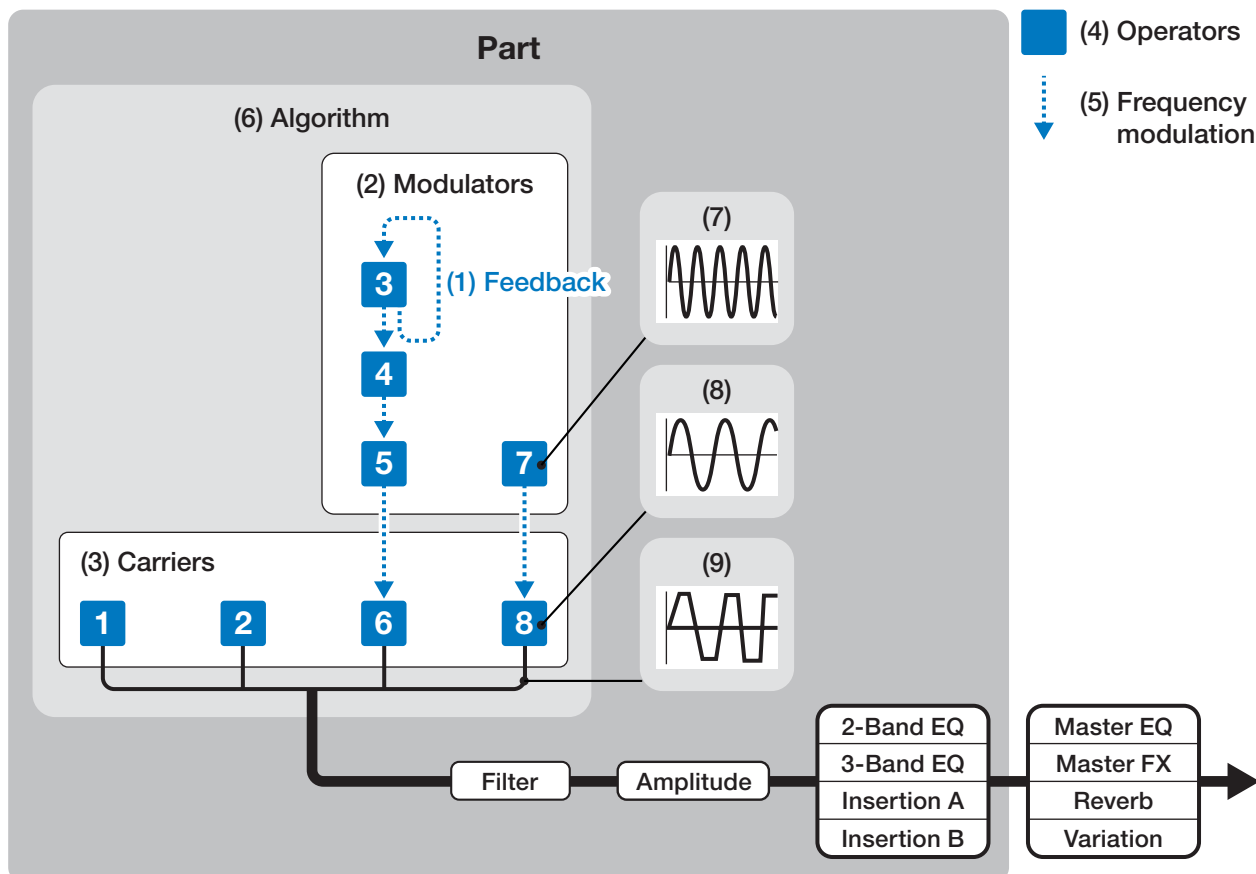 Part
(4) Operators
(5) Frequency
modulation
(6) Algorithm
(2) Modulators
3
(1) Feedback
4
5
7
(3) Carriers
1
2
6
8
(7)
(8)
(9)
Filter
Amplitude
2-Band EQ
3-Band EQ
Insertion A
Insertion B
Master EQ
Master FX
Reverb
Variation